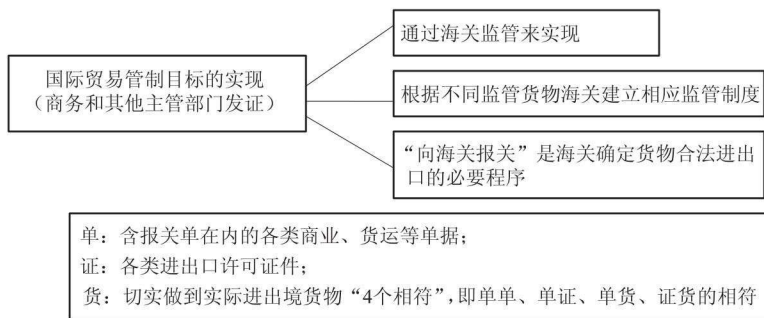 国际贸易管制目标的实现
（商务和其他主管部门发证）
通过海关监管来实现
根据不同监管货物海关建立相应监管制度
“向海关报关”是海关确定货物合法进出
口的必要程序
单：含报关单在内的各类商业、货运等单据；
证：各类进出口许可证件；
货：切实做到实际进出境货物“4个相符”，即单单、单证、单货、证货的相符